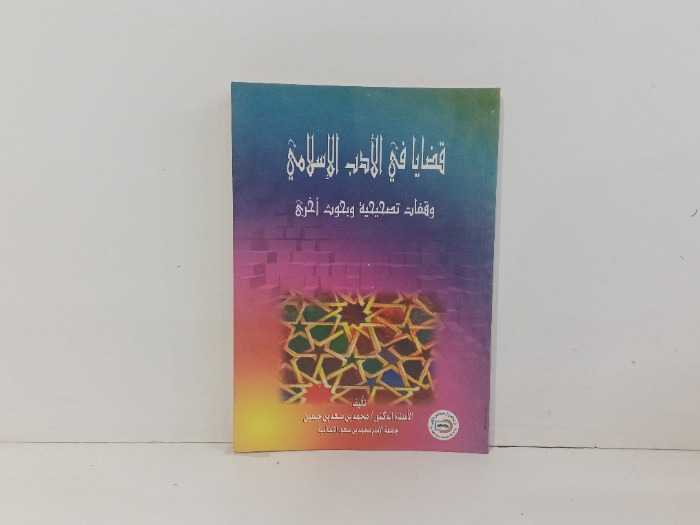 قضايا في الأدب الإسلامي
وقفات تصحيحية وبحوث أخرى
تأليف
الأستاذ الدكتور/ محمد بن سعد بن حسين
جامعة الإمام محمد بن سعود الإسلامية